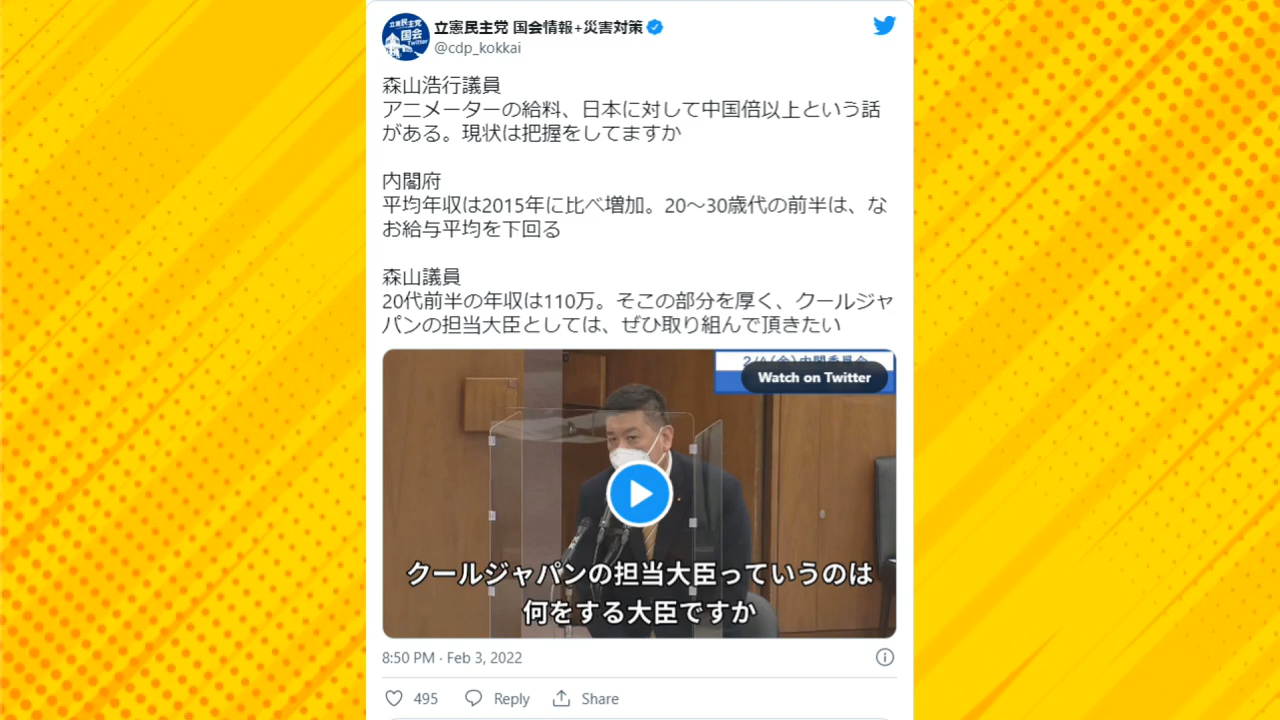 立憲民主党 国会情報+災害対策
@cdp_kokkai
森山浩行議員
アニメーターの給料、日本に対して中国倍以上という話
がある。現状は把握をしてますか
内閣府
平均年収は2015年に比べ増加。20〜30歳代の前半は、な
お給与平均を下回る
森山議員
20代前半の年収は110万。そこの部分を厚く、クールジャ
パンの担当大臣としては、ぜひ取り組んで頂きたい
Watch on Twitter
クールジャパンの担当大臣っていうのは
何をする大臣ですか
8:50 PM · Feb 3, 2022
495 Reply Share